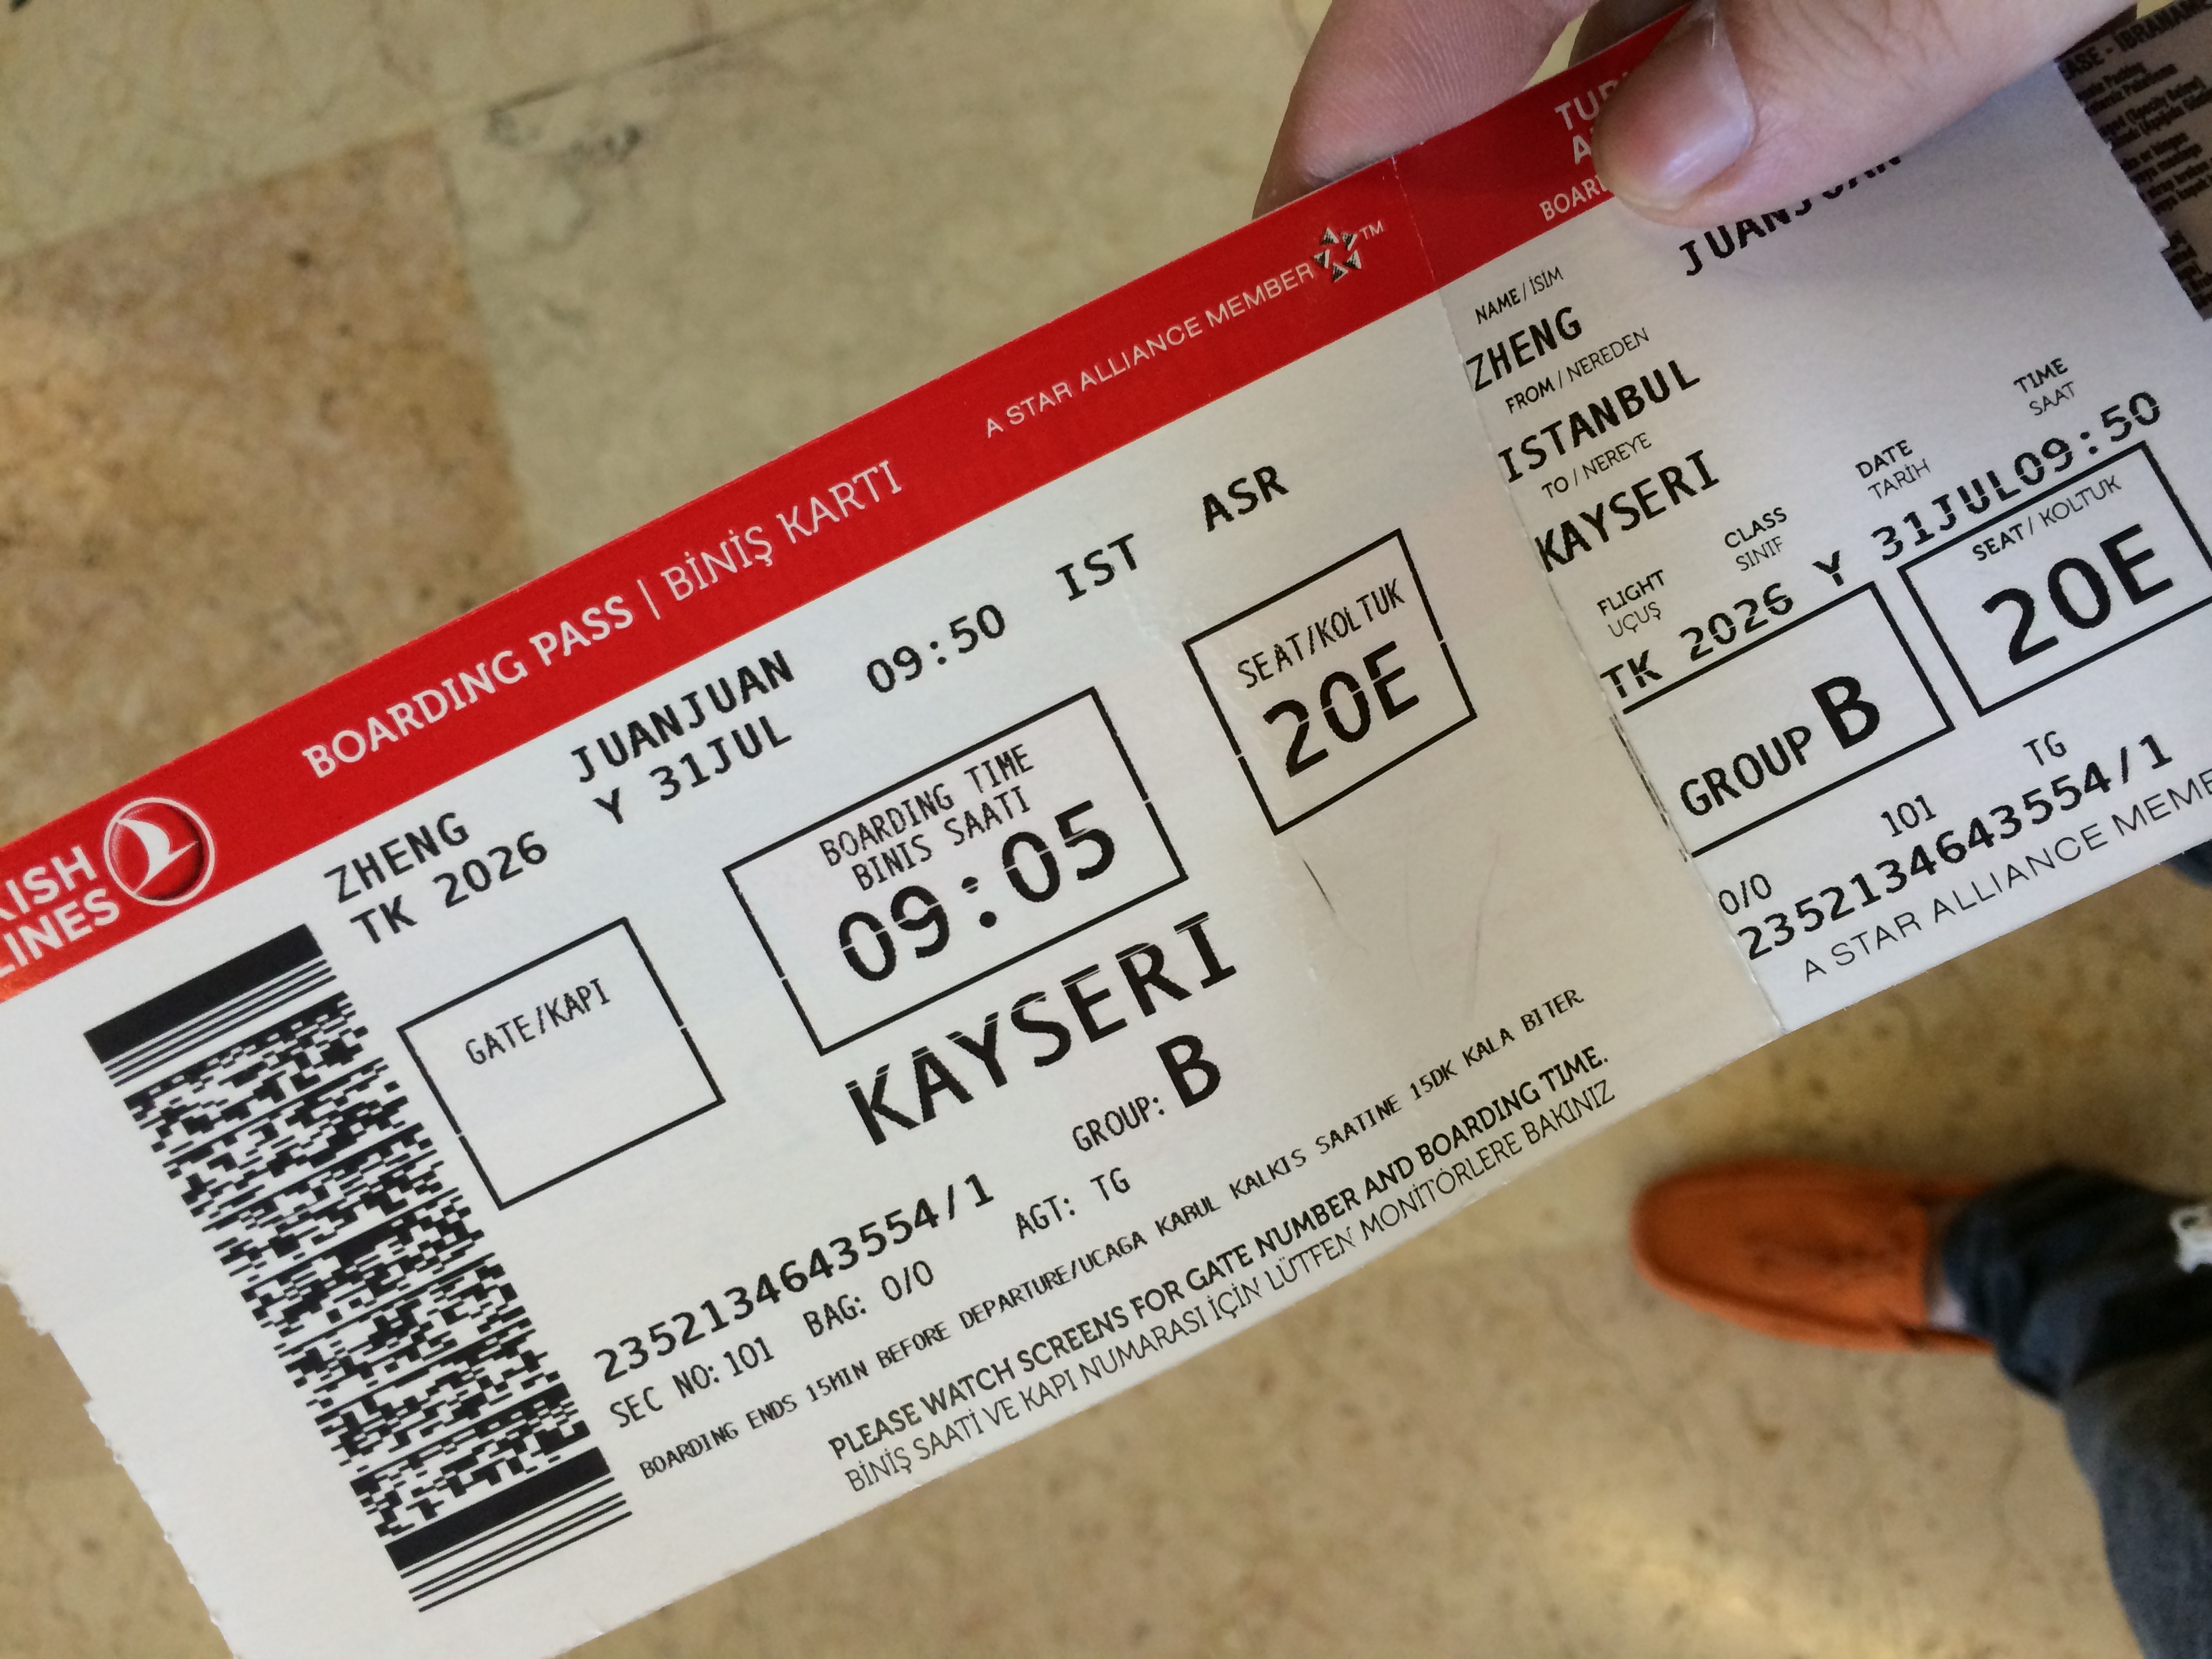 BOARDING PASS | BİNİŞ KARTI
A STAR ALLIANCE MEMBER™
ZHENG JUANJUAN
TK 2026 Y 31JUL 09:50 IST ASR
GATE/KAPI
BOARDING TIME
BINIS SAATI
09:05
SEAT/KOLTUK
20E
KAYSERI
GROUP: B
2352134643554/1
SEC NO: 101 BAG: 0/0 AGT: TG
BOARDING ENDS 15MIN BEFORE DEPARTURE/UCAGA KABUL KALKIS SAATINE 15DK KALA BITER.
PLEASE WATCH SCREENS FOR GATE NUMBER AND BOARDING TIME.
BİNİŞ SAATİ VE KAPI NUMARASI İÇİN LÜTFEN MONİTÖRLERE BAKINIZ
NAME / İSİM
ZHENG JUANJUAN
FROM / NEREDEN
ISTANBUL
TO / NEREYE
KAYSERI
FLIGHT CLASS DATE TIME
UÇUŞ SINIF TARİH SAAT
TK 2026 Y 31JUL09:50
GROUP B
SEAT / KOLTUK
20E
0/0 101 TG
2352134643554/1
A STAR ALLIANCE